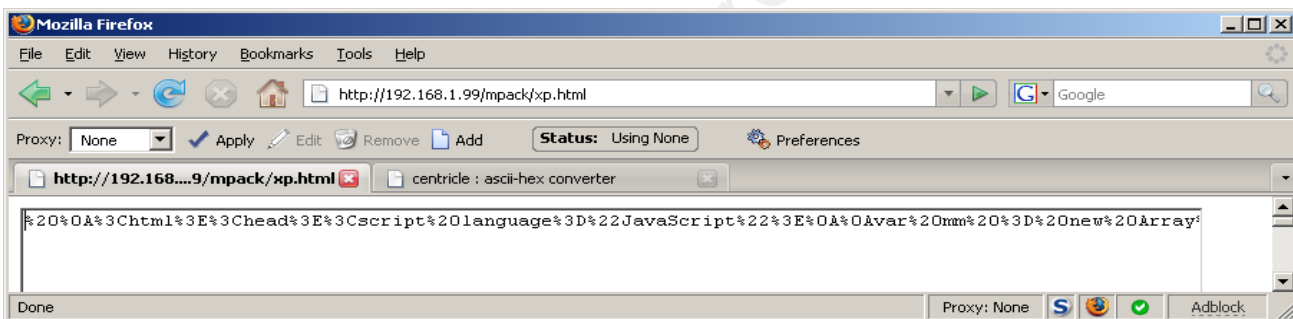 Mozilla Firefox
File Edit View History Bookmarks Tools Help
http://192.168.1.99/mpack/xp.html G Google
Proxy: None Apply Edit Remove Add Status: Using None Preferences
http://192.168....9/mpack/xp.html centricle : ascii-hex converter
%20%0A%3Chtml%3E%3Chead%3E%3Cscript%20language%3D%22JavaScript%22%3E%0A%0Avar%20mm%20%3D%20new%20Array
Done Proxy: None S Adblock